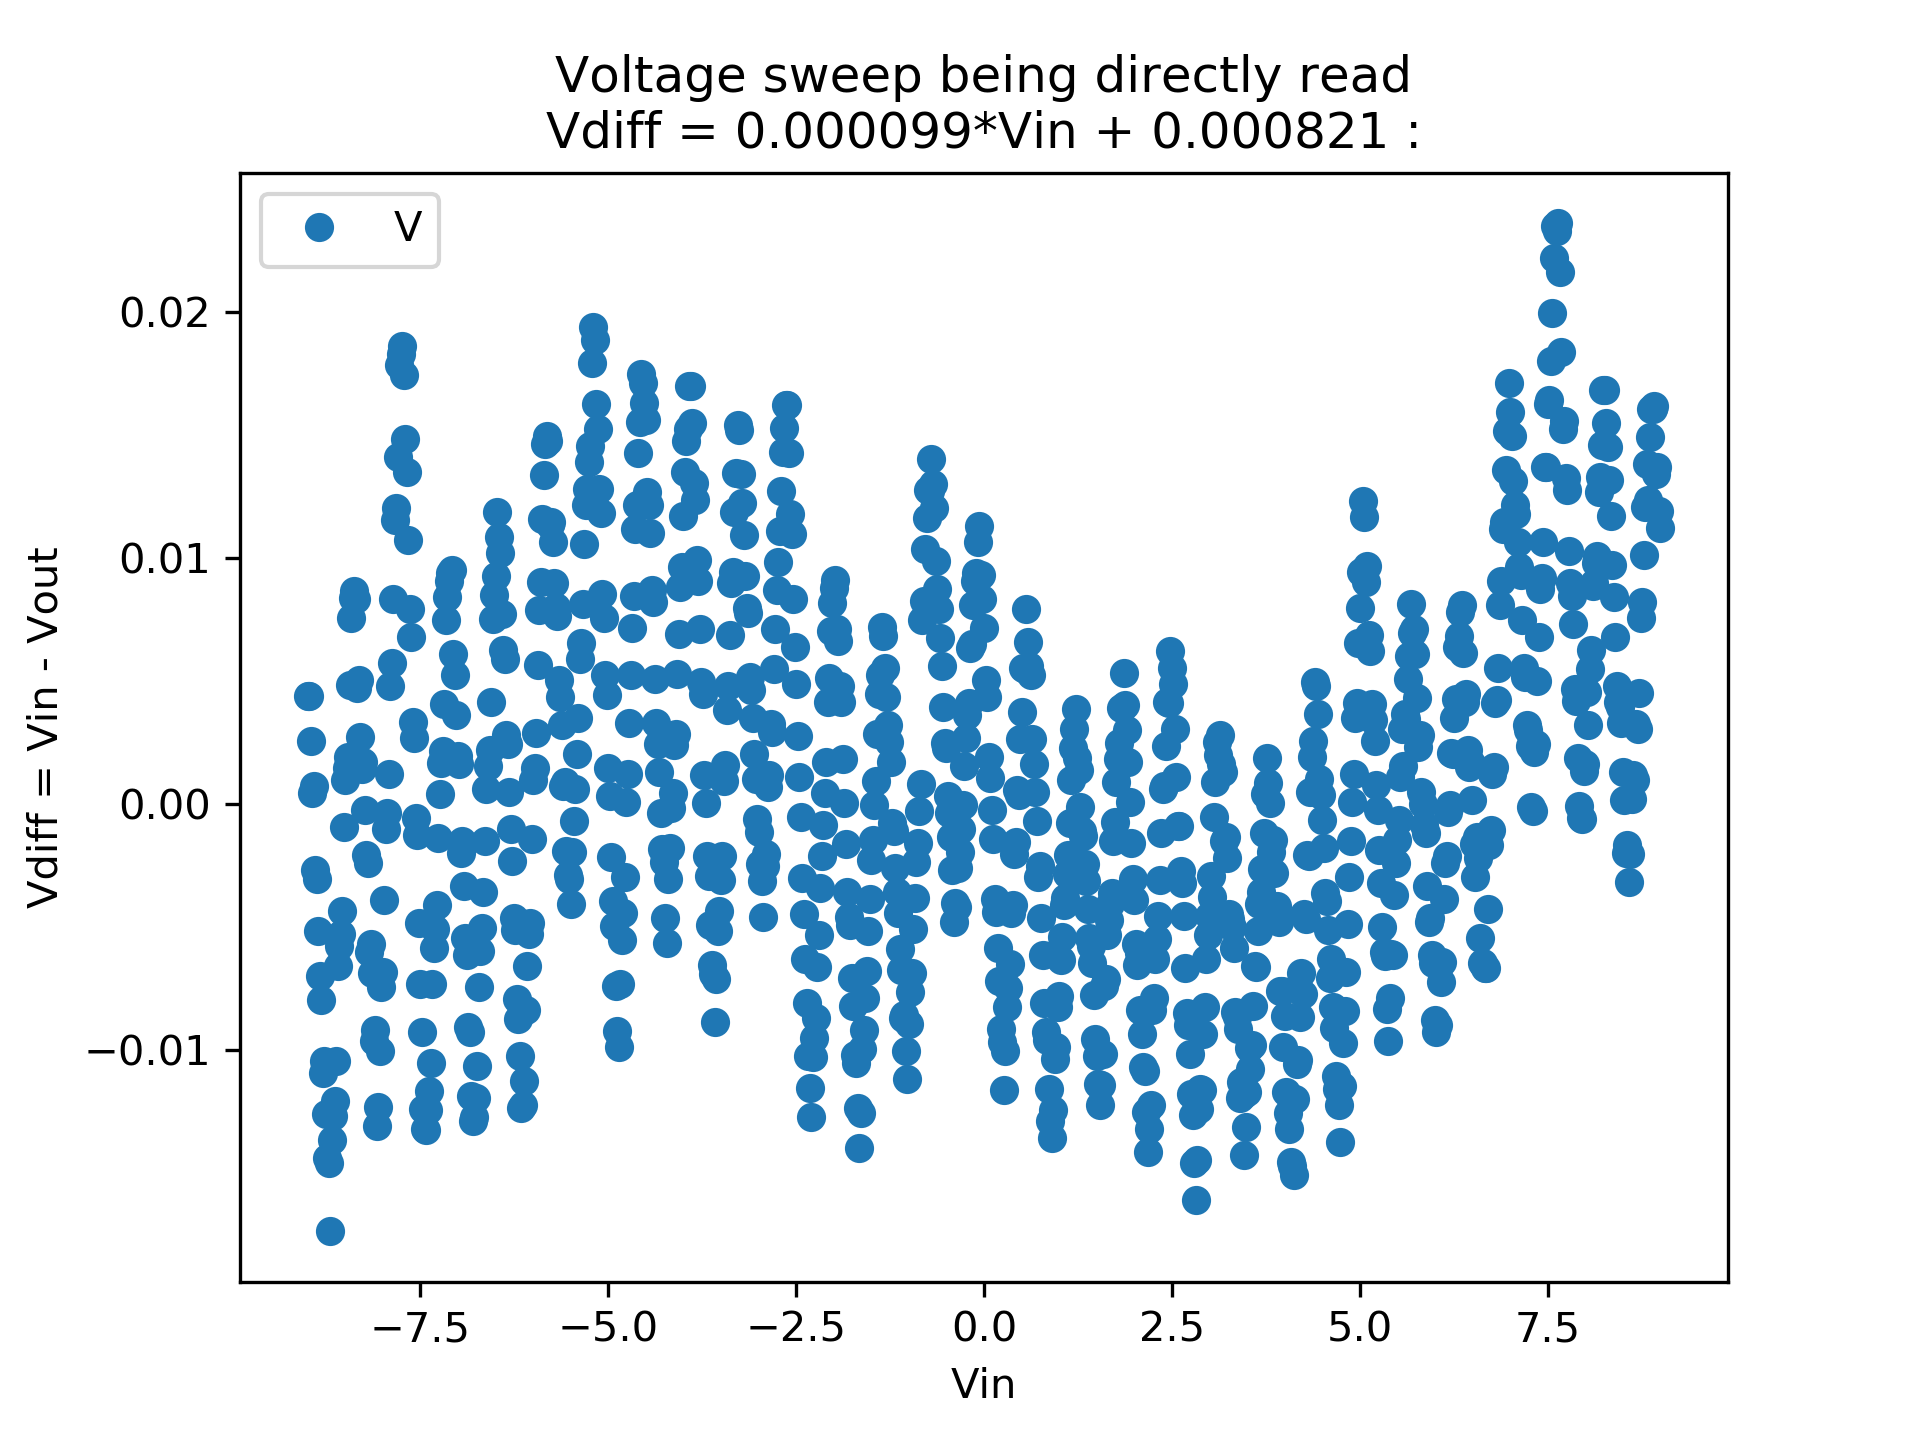 Voltage sweep being directly read
Vdiff = 0.000099*Vin + 0.000821 :
V
0.02
0.01
0.00
−0.01
Vdiff = Vin - Vout
−7.5 −5.0 −2.5 0.0 2.5 5.0 7.5
Vin